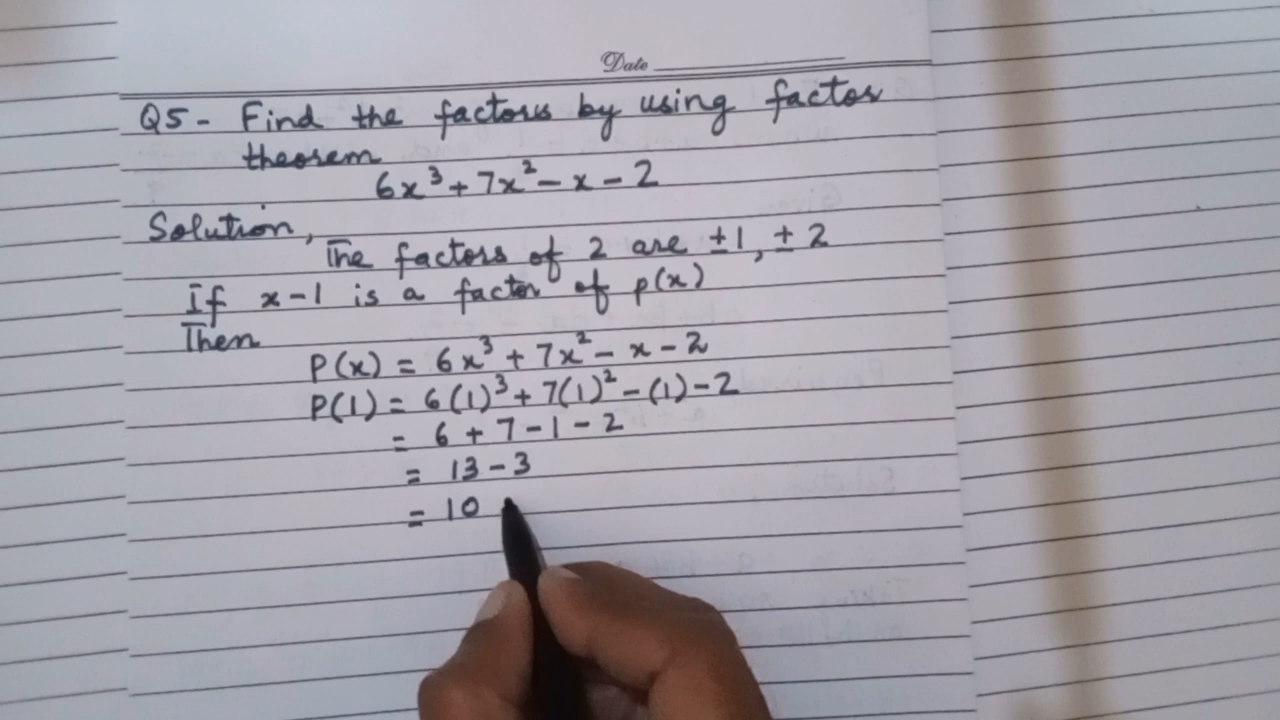 Date
Q5- Find the factors by using factor
theorem
6x³ + 7x² - x - 2
Solution,
The factors of 2 are ±1, ± 2
If x-1 is a factor of p(x)
Then
P(x) = 6x³ + 7x² - x - 2
P(1) = 6(1)³ + 7(1)² - (1) - 2
= 6 + 7 - 1 - 2
= 13 - 3
= 10